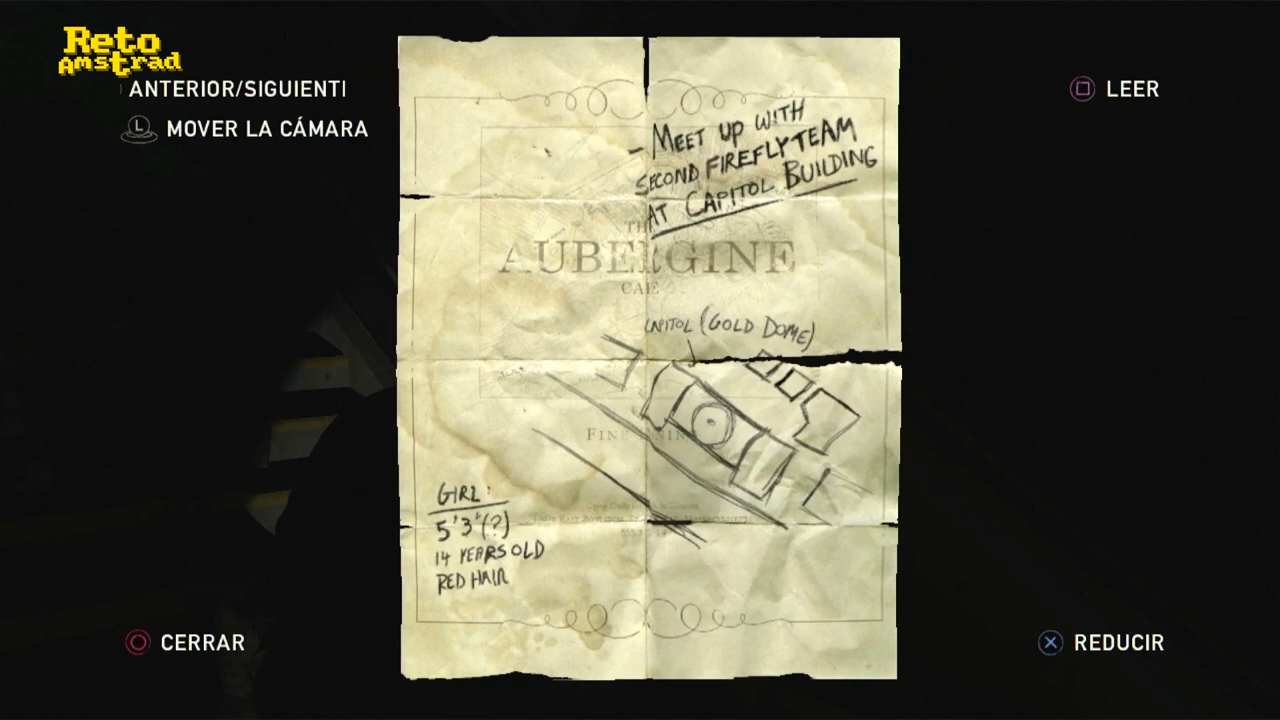 Reto
Amstrad
ANTERIOR/SIGUIENTI
L
MOVER LA CÁMARA
LEER
- MEET UP WITH
SECOND FIREFLY TEAM
AT CAPITOL BUILDING
THE
AUBERGINE
CAFE
CAPITOL (GOLD DOME)
FINE DINING
GIRL:
5'3"(?)
14 YEARS OLD
RED HAIR
CERRAR
REDUCIR